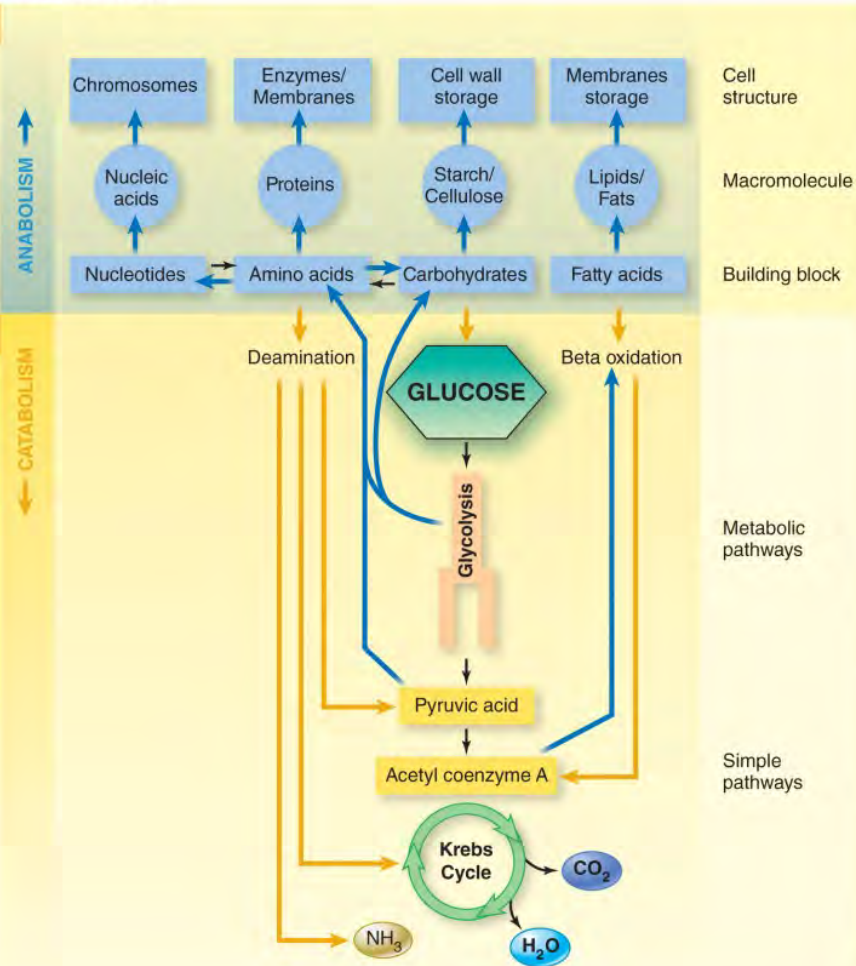 Chromosomes
Enzymes/
Membranes
Cell wall
storage
Membranes
storage
Cell
structure
ANABOLISM
Nucleic
acids
Proteins
Starch/
Cellulose
Lipids/
Fats
Macromolecule
Nucleotides
Amino acids
Carbohydrates
Fatty acids
Building block
CATABOLISM
Deamination
GLUCOSE
Beta oxidation
Glycolysis
Metabolic
pathways
Pyruvic acid
Acetyl coenzyme A
Simple
pathways
Krebs
Cycle
CO₂
NH₃
H₂O